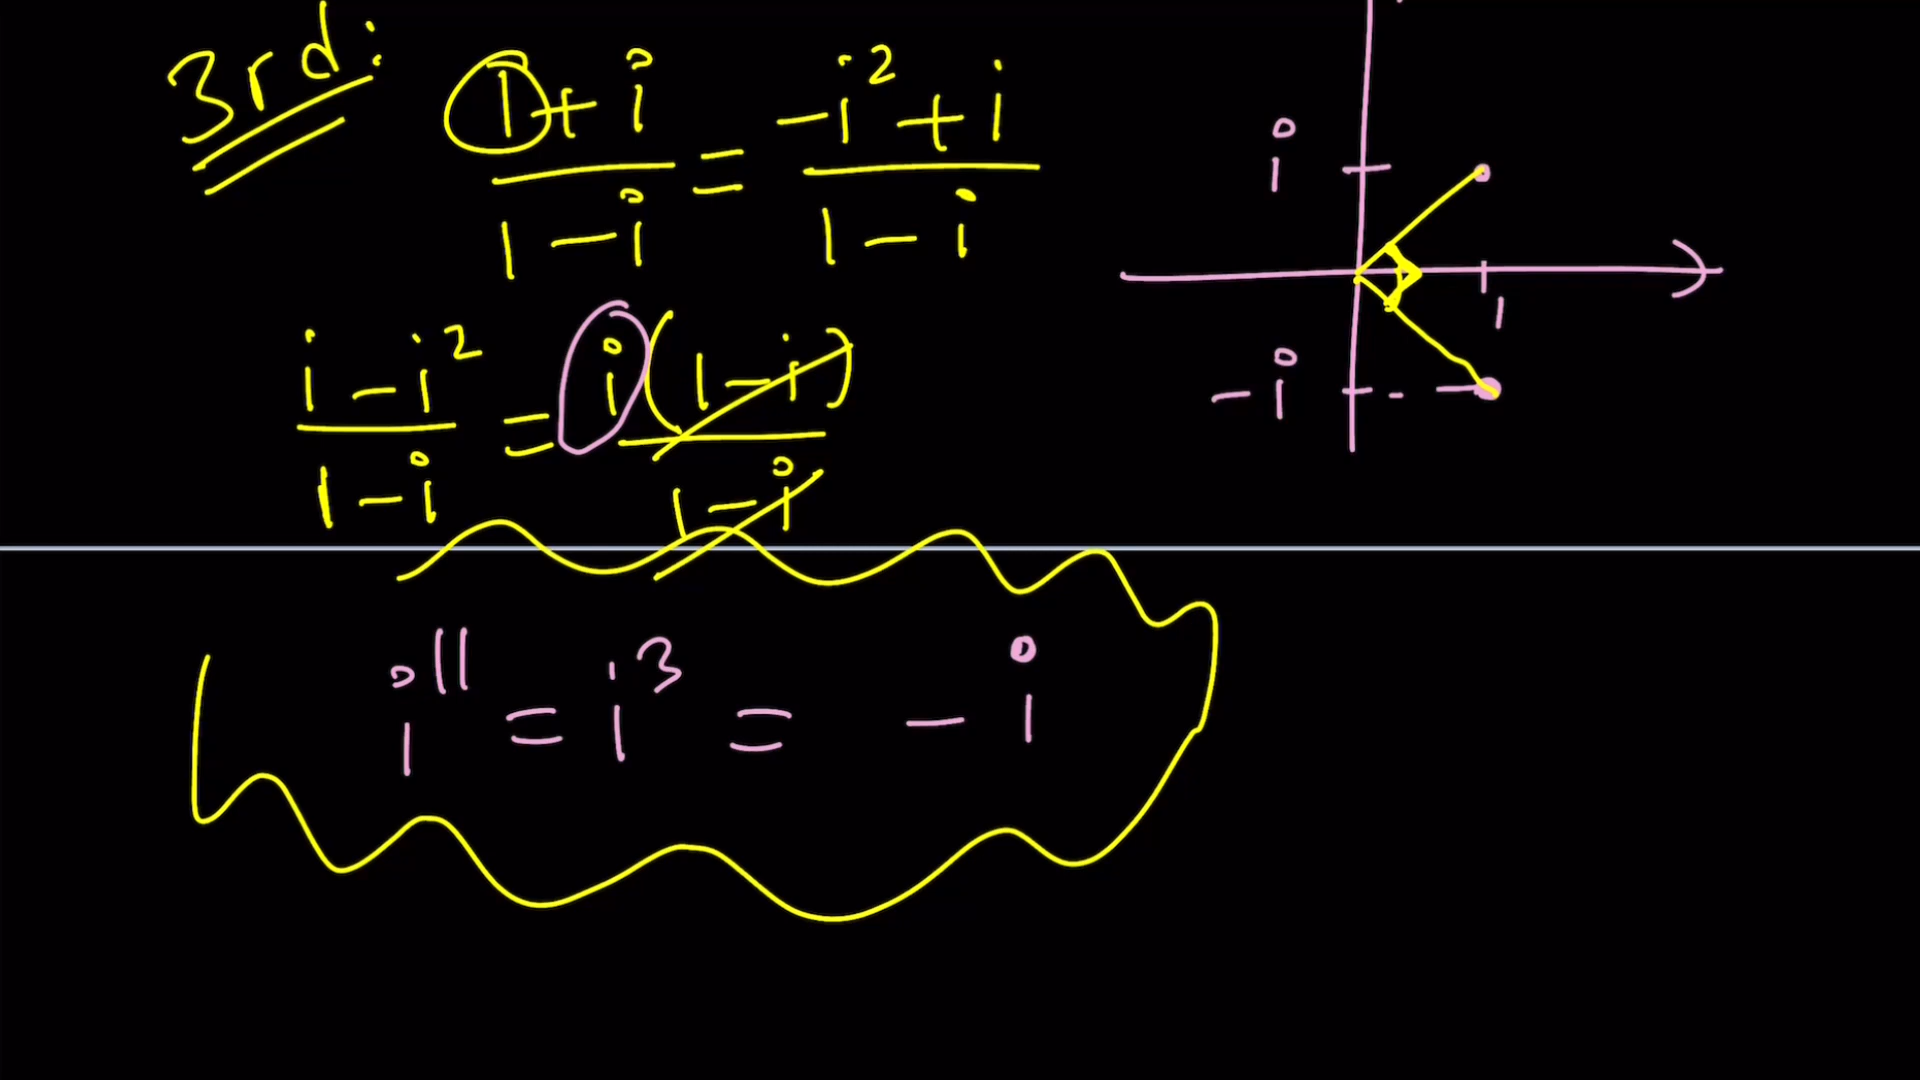 3rd: (1+i)/(1-i) = (-i²+i)/(1-i)
(i-i²)/(1-i) = i(1-i)/(1-i)
i¹¹ = i³ = -i
i
1
-i